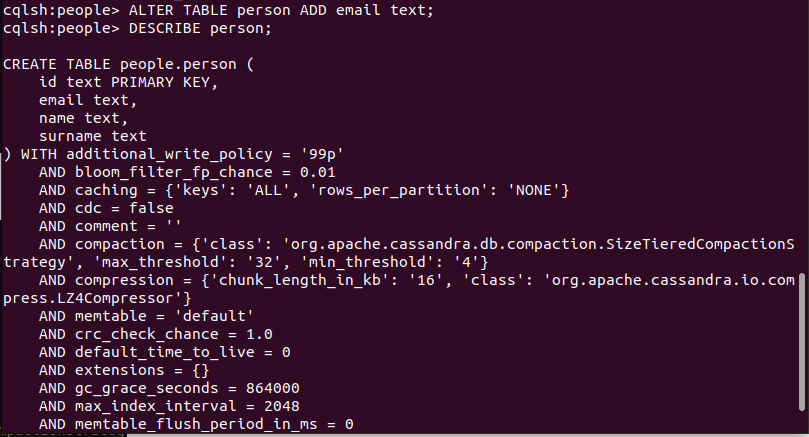 cqlsh:people> ALTER TABLE person ADD email text;
cqlsh:people> DESCRIBE person;
CREATE TABLE people.person (
    id text PRIMARY KEY,
    email text,
    name text,
    surname text
) WITH additional_write_policy = '99p'
    AND bloom_filter_fp_chance = 0.01
    AND caching = {'keys': 'ALL', 'rows_per_partition': 'NONE'}
    AND cdc = false
    AND comment = ''
    AND compaction = {'class': 'org.apache.cassandra.db.compaction.SizeTieredCompactionS
trategy', 'max_threshold': '32', 'min_threshold': '4'}
    AND compression = {'chunk_length_in_kb': '16', 'class': 'org.apache.cassandra.io.com
press.LZ4Compressor'}
    AND memtable = 'default'
    AND crc_check_chance = 1.0
    AND default_time_to_live = 0
    AND extensions = {}
    AND gc_grace_seconds = 864000
    AND max_index_interval = 2048
    AND memtable_flush_period_in_ms = 0